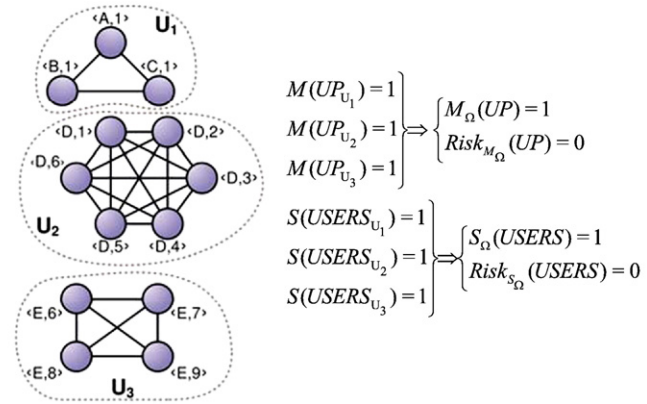 ‹A,1› U₁
‹B,1› ‹C,1›
‹D,1› ‹D,2›
‹D,6› ‹D,3›
U₂
‹D,5› ‹D,4›
‹E,6› ‹E,7›
‹E,8› ‹E,9›
U₃
M(UP_U₁) = 1
M(UP_U₂) = 1
M(UP_U₃) = 1
⇒
M_Ω(UP) = 1
Risk_M_Ω(UP) = 0
S(USERS_U₁) = 1
S(USERS_U₂) = 1
S(USERS_U₃) = 1
⇒
S_Ω(USERS) = 1
Risk_S_Ω(USERS) = 0